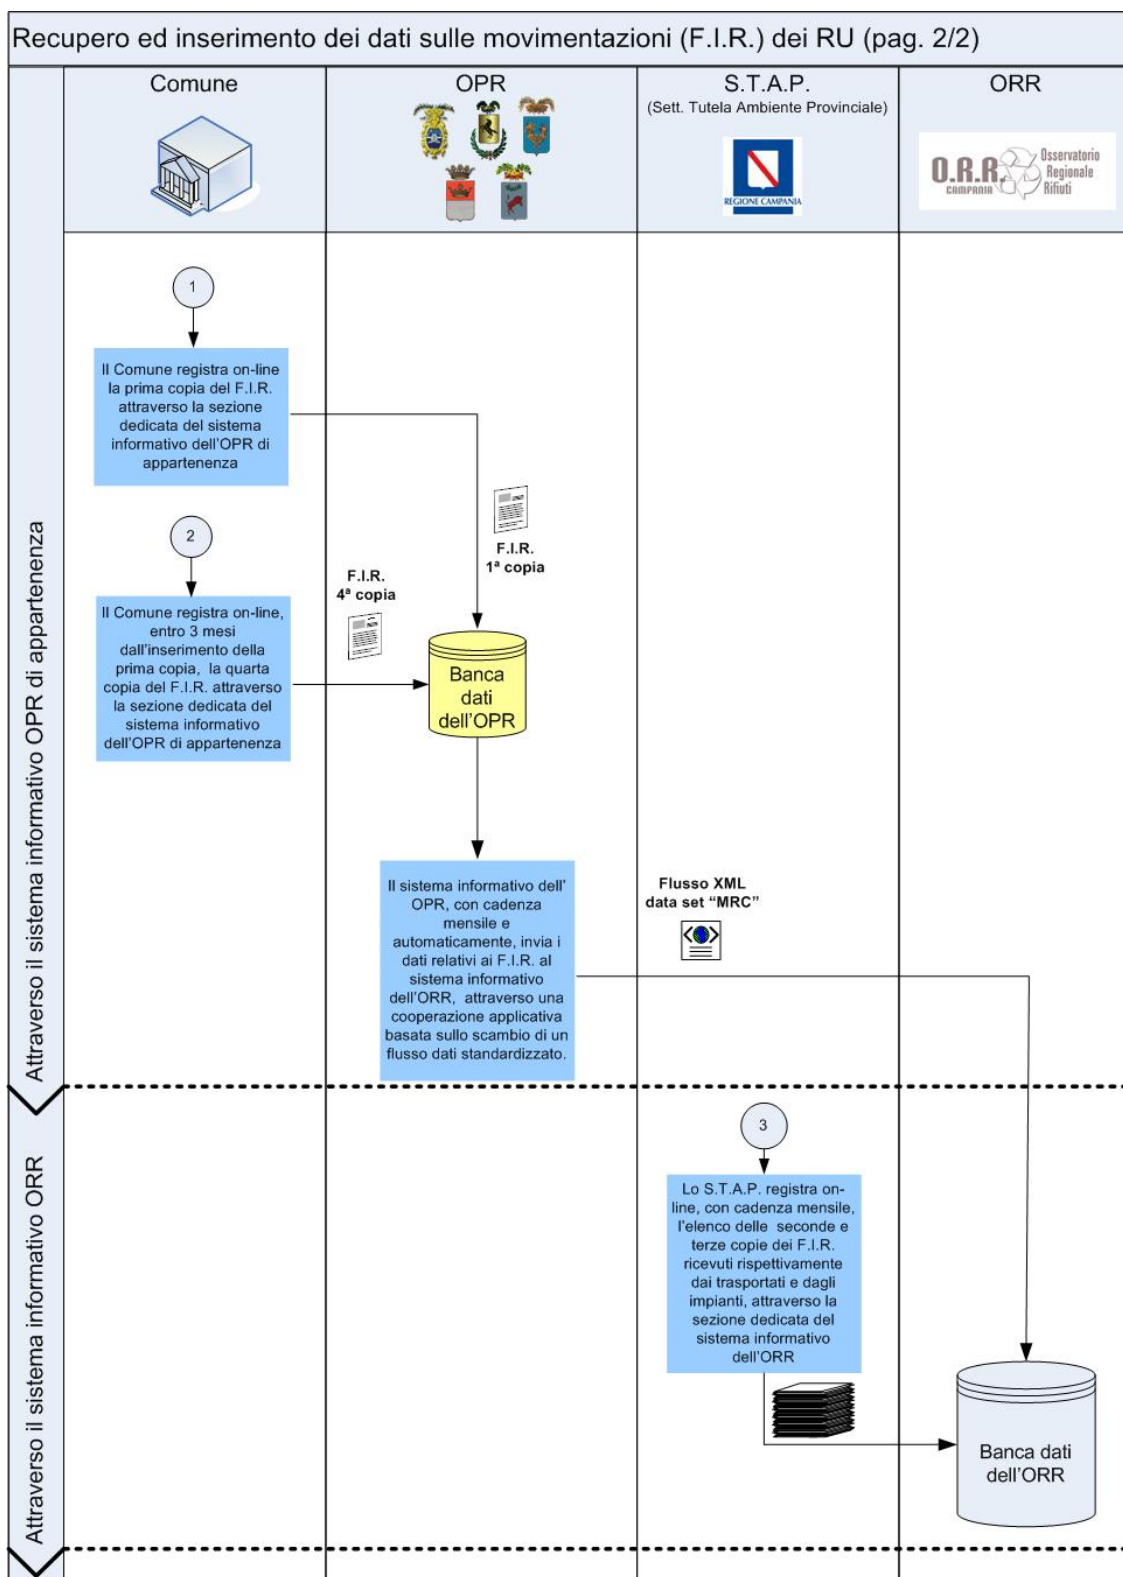 Recupero ed inserimento dei dati sulle movimentazioni (F.I.R.) dei RU (pag. 2/2)
Comune
OPR
S.T.A.P.
(Sett. Tutela Ambiente Provinciale)
ORR
REGIONE CAMPANIA
O.R.R.
CAMPANIA
Osservatorio
Regionale
Rifiuti
Attraverso il sistema informativo OPR di appartenenza
1
Il Comune registra on-line
la prima copia del F.I.R.
attraverso la sezione
dedicata del sistema
informativo dell'OPR di
appartenenza
F.I.R.
1ª copia
2
Il Comune registra on-line,
entro 3 mesi
dall'inserimento della
prima copia, la quarta
copia del F.I.R. attraverso
la sezione dedicata del
sistema informativo
dell'OPR di appartenenza
F.I.R.
4ª copia
Banca
dati
dell'OPR
Il sistema informativo dell'
OPR, con cadenza
mensile e
automaticamente, invia i
dati relativi ai F.I.R. al
sistema informativo
dell'ORR, attraverso una
cooperazione applicativa
basata sullo scambio di un
flusso dati standardizzato.
Flusso XML
data set “MRC”
Attraverso il sistema informativo ORR
3
Lo S.T.A.P. registra on-
line, con cadenza mensile,
l'elenco delle seconde e
terze copie dei F.I.R.
ricevuti rispettivamente
dai trasportati e dagli
impianti, attraverso la
sezione dedicata del
sistema informativo
dell'ORR
Banca dati
dell'ORR